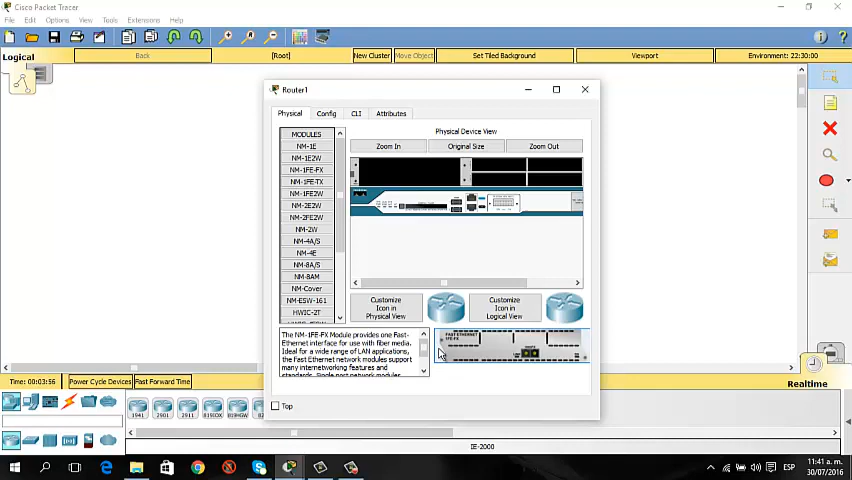 Cisco Packet Tracer
File Edit Options View Tools Extensions Help
Logical Back [Root] New Cluster Move Object Set Tiled Background Viewport Environment: 22:30:00
Router1
Physical Config CLI Attributes
MODULES
NM-1E
NM-1E2W
NM-1FE-FX
NM-1FE-TX
NM-1FE2W
NM-2E2W
NM-2FE2W
NM-2W
NM-4A/S
NM-4E
NM-8A/S
NM-8AM
NM-Cover
NM-ESW-161
HWIC-2T
Physical Device View
Zoom In Original Size Zoom Out
Customize
Icon in
Physical View
Customize
Icon in
Logical View
The NM-1FE-FX Module provides one Fast-
Ethernet interface for use with fiber media.
Ideal for a wide range of LAN applications,
the Fast Ethernet network modules support
many internetworking features and
standards. Single port network modules
FAST ETHERNET
1FE-FX
Top
Time: 00:03:56 Power Cycle Devices Fast Forward Time Realtime
1941 2901 2911 819IOX 819HGW
IE-2000
ESP
11:41 a. m.
30/07/2016